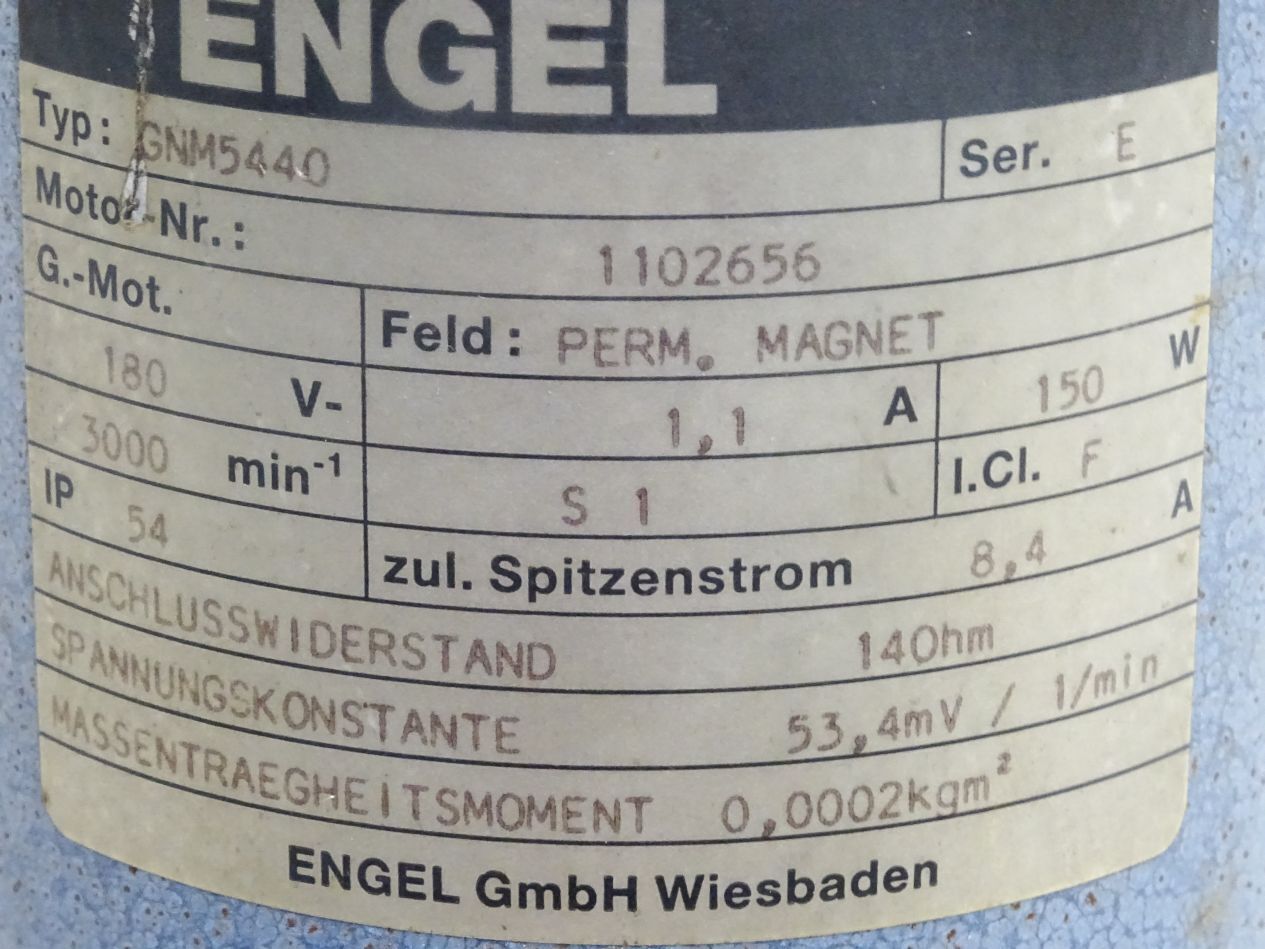 ENGEL
Typ: GNM5440 Ser. E
Motor-Nr.: 1102656
G.-Mot. Feld: PERM. MAGNET
180 V- 1,1 A 150 W
3000 min⁻¹ S 1 I.Cl. F
IP 54 zul. Spitzenstrom 8,4 A
ANSCHLUSSWIDERSTAND 14Ohm
SPANNUNGSKONSTANTE 53,4mV / 1/min
MASSENTRAEGHEITSMOMENT 0,0002kgm²
ENGEL GmbH Wiesbaden